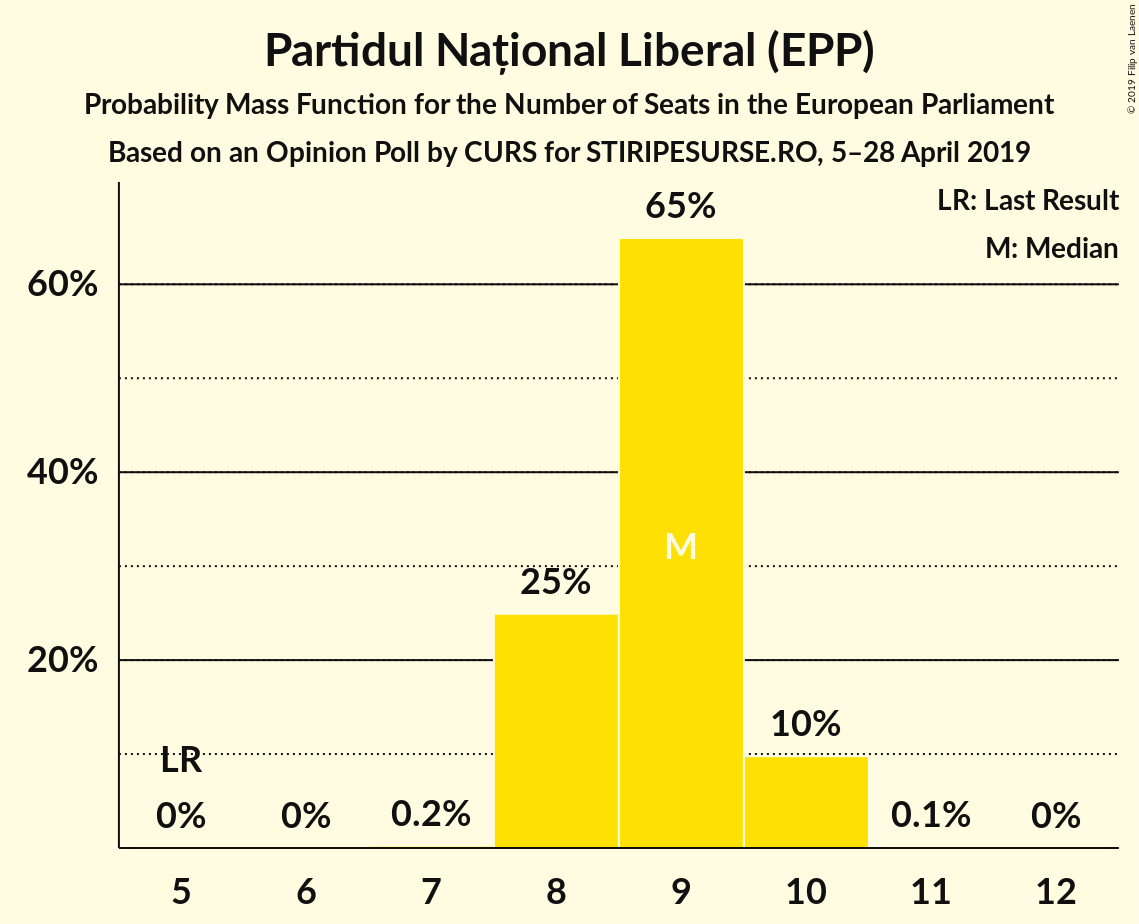 Partidul Național Liberal (EPP)
Probability Mass Function for the Number of Seats in the European Parliament
Based on an Opinion Poll by CURS for STIRIPESURSE.RO, 5–28 April 2019
© 2019 Filip van Laenen
LR: Last Result
M: Median
65%
60%
40%
M
25%
20%
10%
LR
0%
0%
0.2%
0.1%
0%
5
6
7
8
9
10
11
12